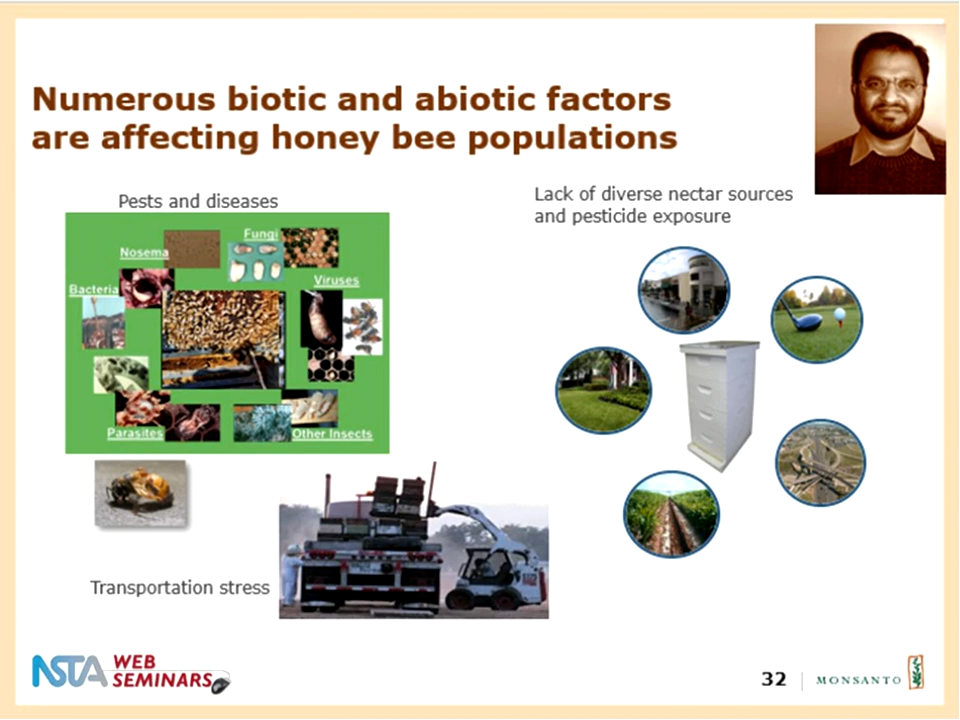 Numerous biotic and abiotic factors
are affecting honey bee populations
Pests and diseases
Fungi
Nosema
Viruses
Bacteria
Parasites
Other Insects
Lack of diverse nectar sources
and pesticide exposure
Transportation stress
NSTA WEB
SEMINARS
32
MONSANTO